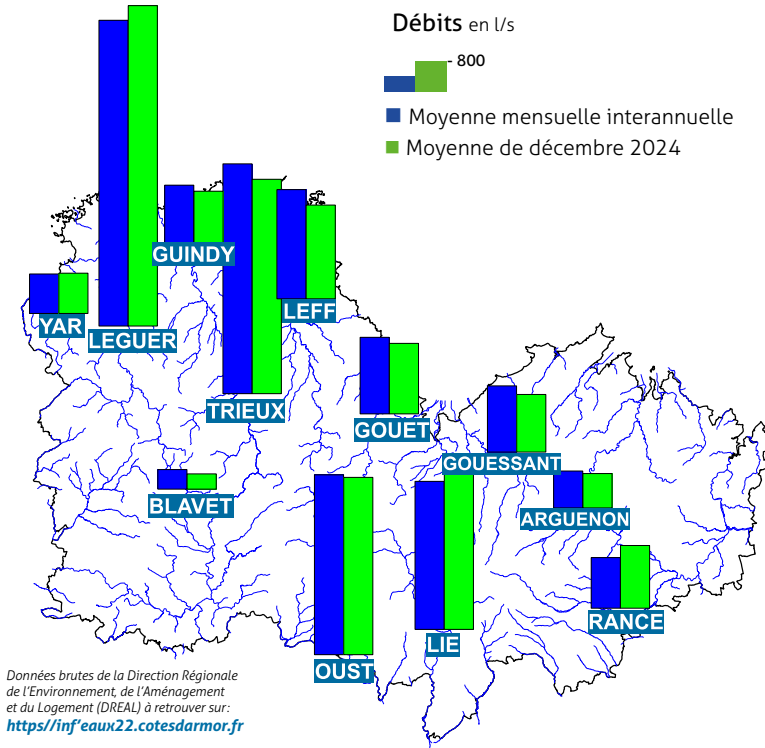 Débits en l/s
- 800
Moyenne mensuelle interannuelle
Moyenne de décembre 2024
GUINDY
LEFF
YAR
LEGUER
TRIEUX
GOUET
GOUESSANT
BLAVET
ARGUENON
RANCE
LIE
OUST
Données brutes de la Direction Régionale
de l'Environnement, de l'Aménagement
et du Logement (DREAL) à retrouver sur:
https//inf'eaux22.cotesdarmor.fr